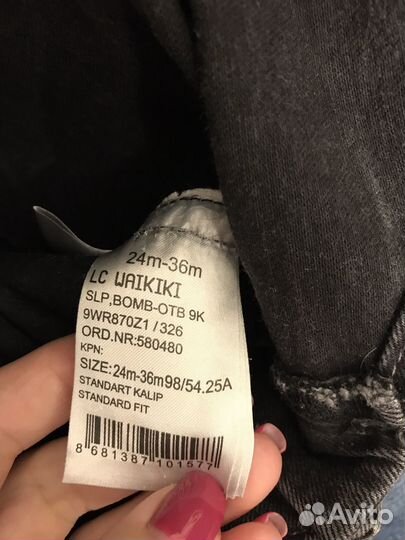 24m-36m
LC WAIKIKI
SLP,BOMB-OTB 9K
9WR870Z1 / 326
ORD.NR:580480
KPN:
SIZE:24m-36m98/54.25A
STANDART KALIP
STANDARD FIT
8 681387 101577
Avito